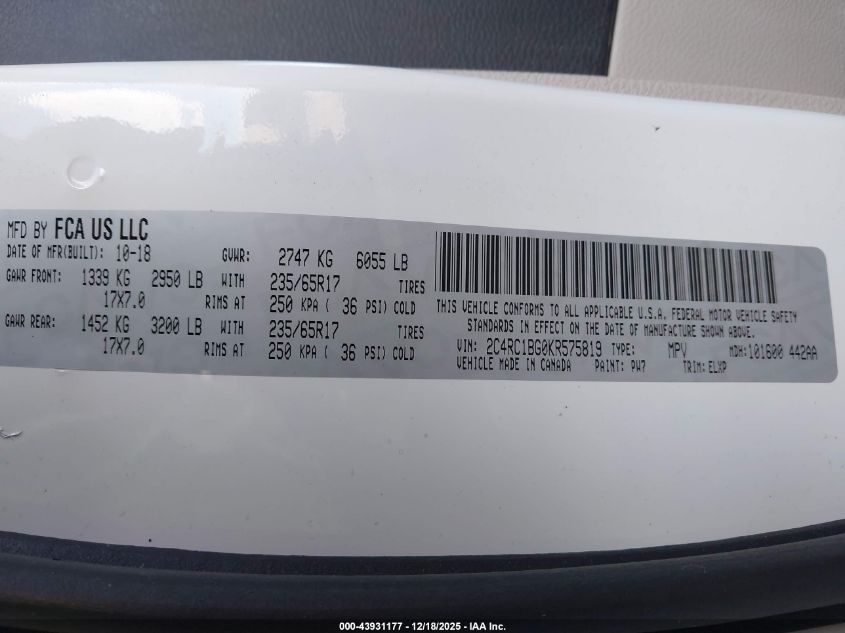 MFD BY FCA US LLC
DATE OF MFR(BUILT): 10-18 GVWR: 2747 KG 6055 LB
GAWR FRONT: 1339 KG 2950 LB WITH 235/65R17 TIRES
17X7.0 RIMS AT 250 KPA ( 36 PSI) COLD
GAWR REAR: 1452 KG 3200 LB WITH 235/65R17 TIRES
17X7.0 RIMS AT 250 KPA ( 36 PSI) COLD
THIS VEHICLE CONFORMS TO ALL APPLICABLE U.S.A. FEDERAL MOTOR VEHICLE SAFETY
STANDARDS IN EFFECT ON THE DATE OF MANUFACTURE SHOWN ABOVE.
VIN: 2C4RC1BG0KR575819 TYPE: MPV MDH:101600 442AA
VEHICLE MADE IN CANADA PAINT: PW7 TRIM: ELXP
000-43931177 - 12/18/2025 - IAA Inc.